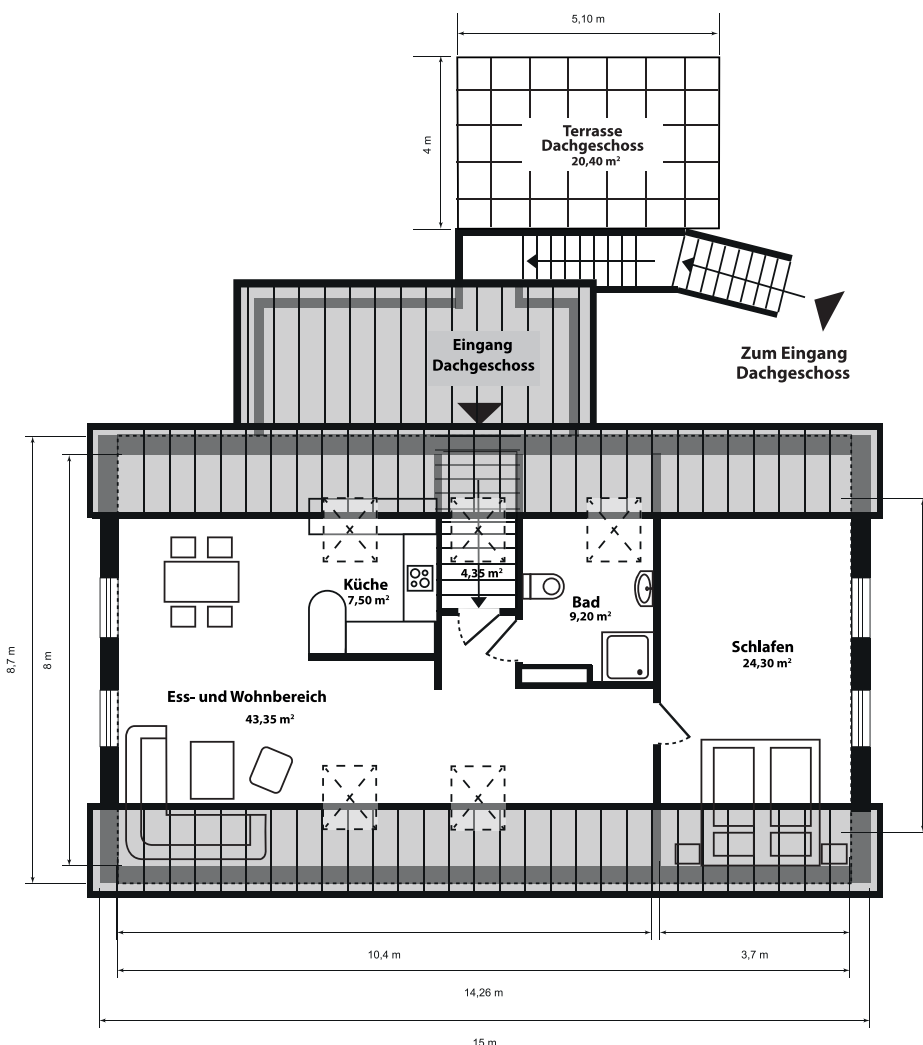 5,10 m
4 m
Terrasse
Dachgeschoss
20,40 m²
Eingang
Dachgeschoss
Zum Eingang
Dachgeschoss
Küche
7,50 m²
4,35 m²
Bad
9,20 m²
Schlafen
24,30 m²
8,7 m
8 m
Ess- und Wohnbereich
43,35 m²
10,4 m
3,7 m
14,26 m
15 m